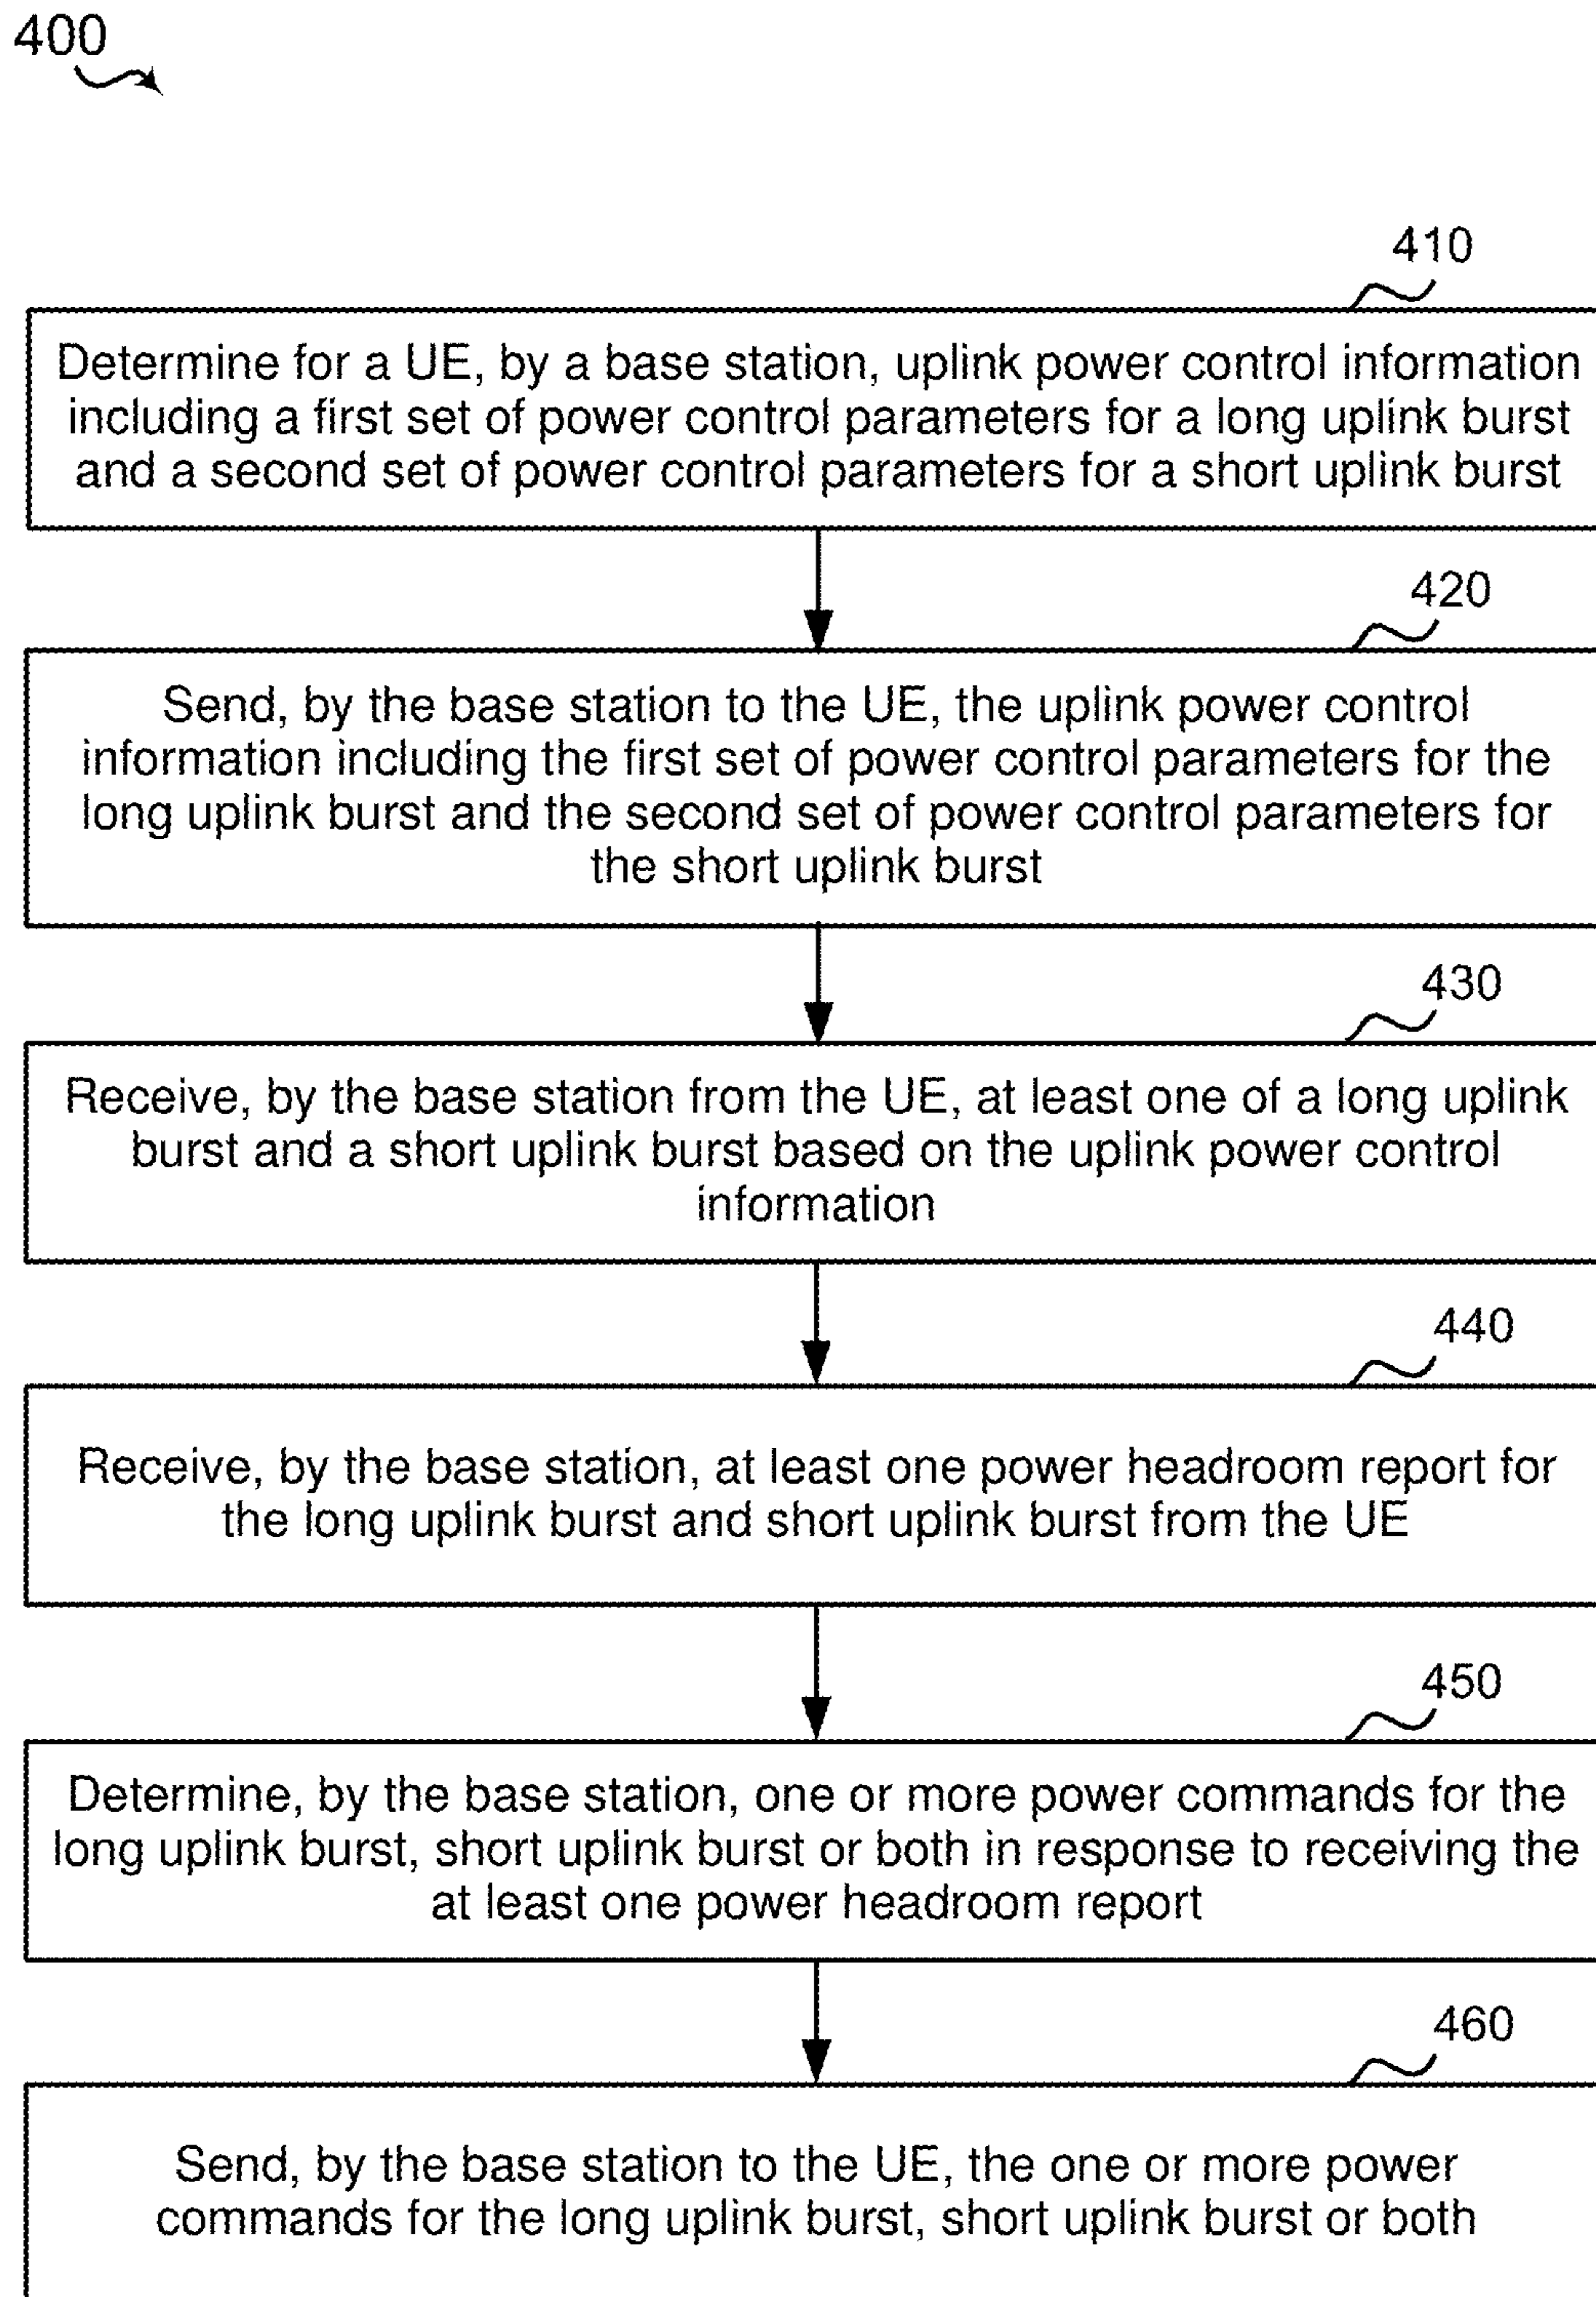 400
410
Determine for a UE, by a base station, uplink power control information
including a first set of power control parameters for a long uplink burst
and a second set of power control parameters for a short uplink burst
420
Send, by the base station to the UE, the uplink power control
information including the first set of power control parameters for the
long uplink burst and the second set of power control parameters for
the short uplink burst
430
Receive, by the base station from the UE, at least one of a long uplink
burst and a short uplink burst based on the uplink power control
information
440
Receive, by the base station, at least one power headroom report for
the long uplink burst and short uplink burst from the UE
450
Determine, by the base station, one or more power commands for the
long uplink burst, short uplink burst or both in response to receiving the
at least one power headroom report
460
Send, by the base station to the UE, the one or more power
commands for the long uplink burst, short uplink burst or both